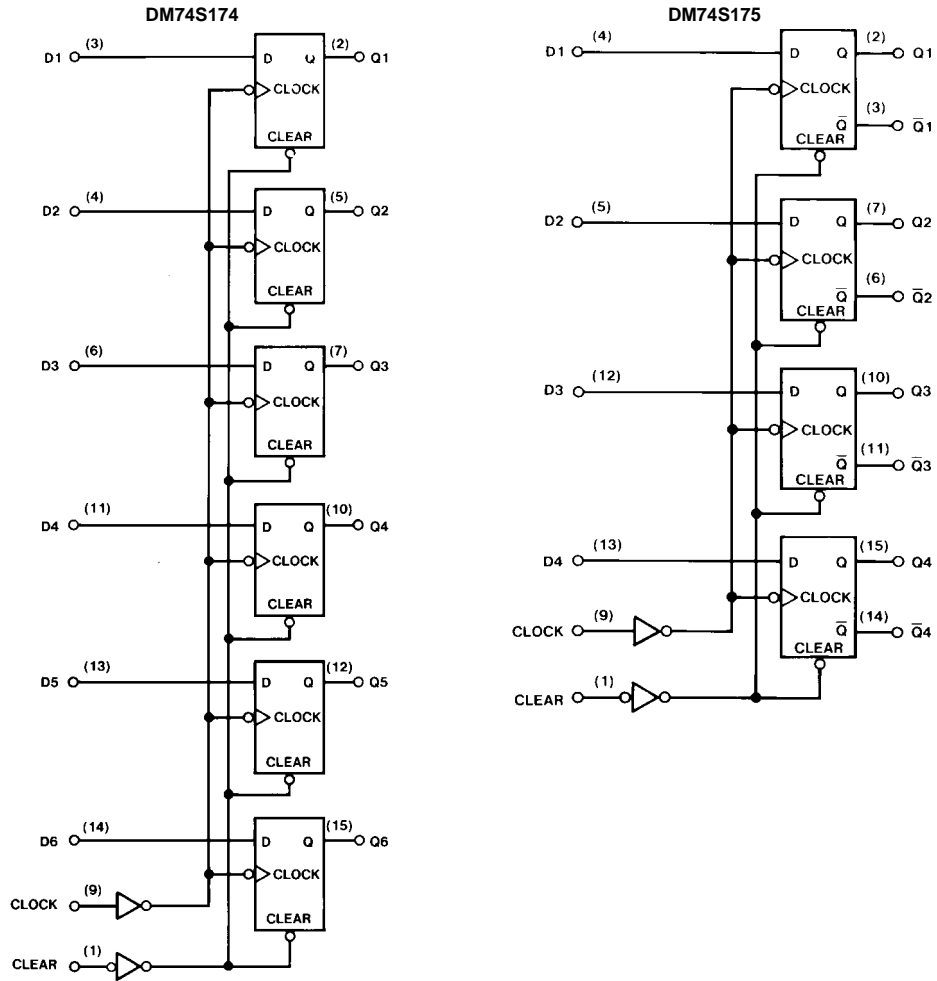 DM74S174
D1 (3) D Q (2) Q1
CLOCK
CLEAR
D2 (4) D Q (5) Q2
CLOCK
CLEAR
D3 (6) D Q (7) Q3
CLOCK
CLEAR
D4 (11) D Q (10) Q4
CLOCK
CLEAR
D5 (13) D Q (12) Q5
CLOCK
CLEAR
D6 (14) D Q (15) Q6
CLOCK
CLEAR
CLOCK (9)
CLEAR (1)
DM74S175
D1 (4) D Q (2) Q1
CLOCK
Q̅ (3) Q̅1
CLEAR
D2 (5) D Q (7) Q2
CLOCK
Q̅ (6) Q̅2
CLEAR
D3 (12) D Q (10) Q3
CLOCK
Q̅ (11) Q̅3
CLEAR
D4 (13) D Q (15) Q4
CLOCK
Q̅ (14) Q̅4
CLEAR
CLOCK (9)
CLEAR (1)